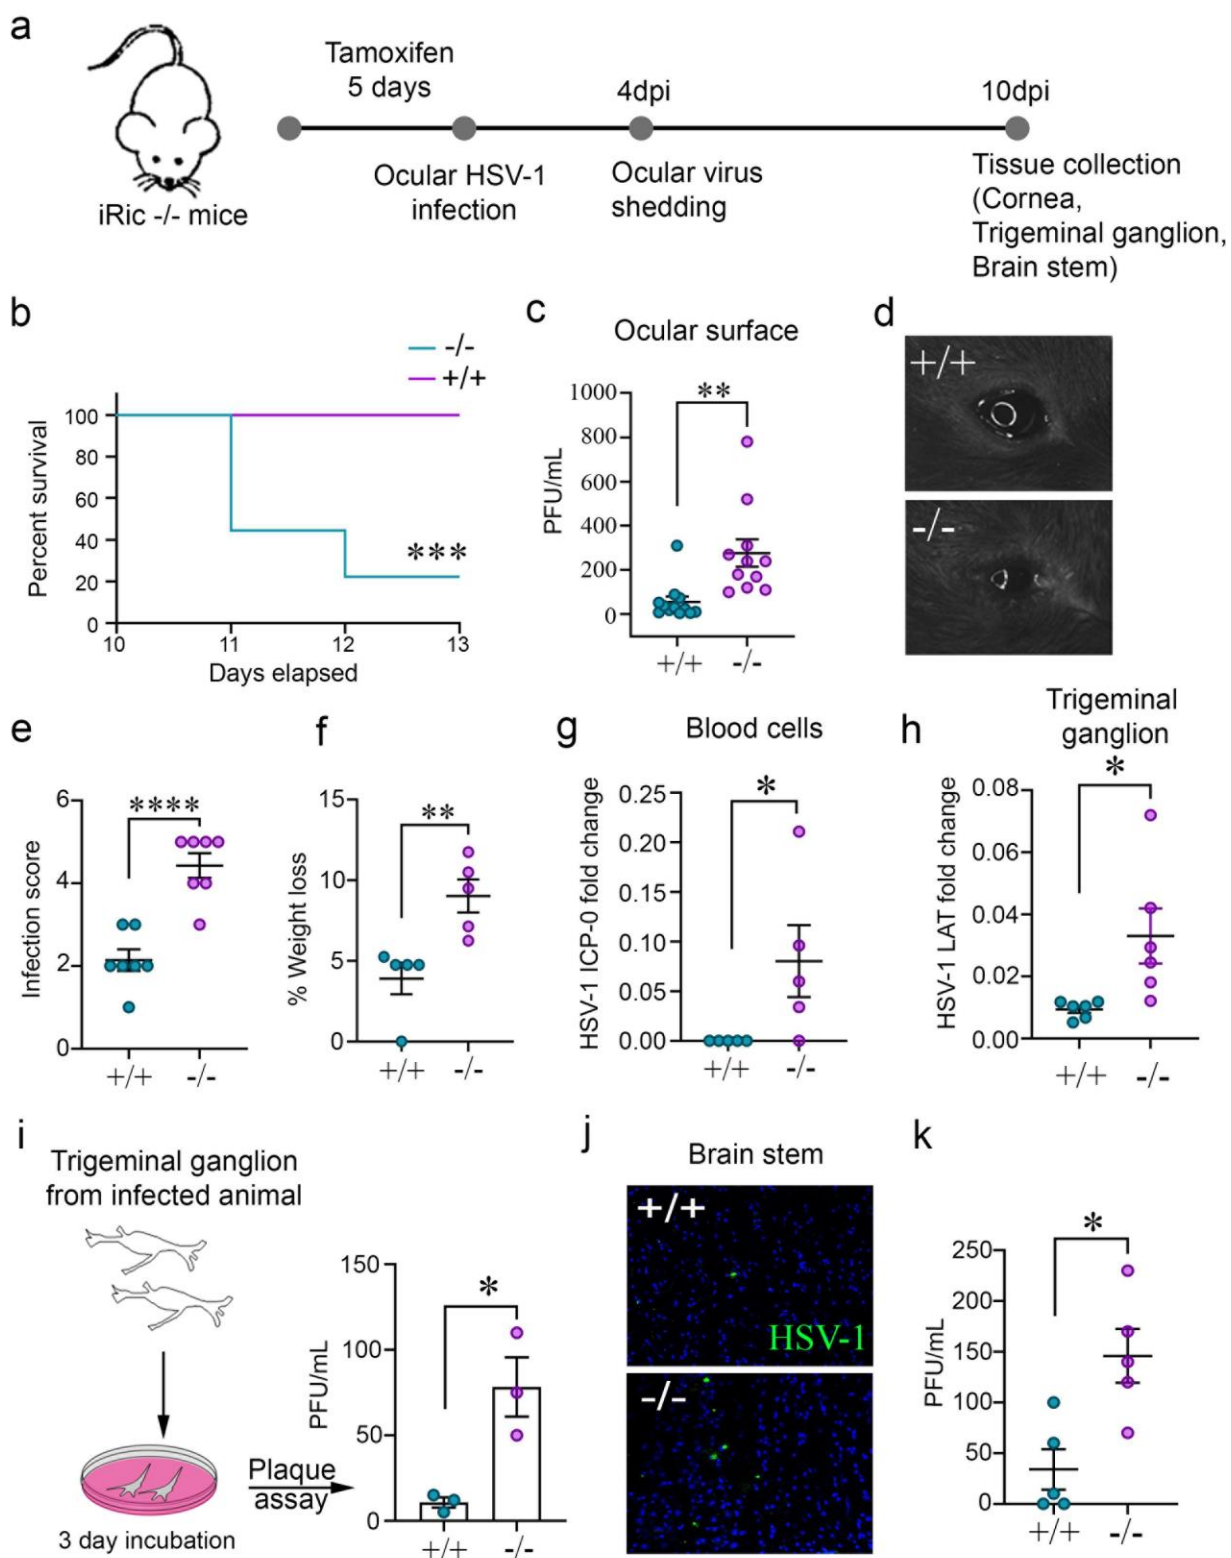 a
Tamoxifen
5 days
4dpi
10dpi
Ocular HSV-1
infection
Ocular virus
shedding
Tissue collection
(Cornea,
Trigeminal ganglion,
Brain stem)
iRic -/- mice
b
-/-
+/+
Percent survival
100
80
60
40
20
0
***
10
11
12
13
Days elapsed
c
Ocular surface
PFU/mL
1000
800
600
400
200
0
**
+/+
-/-
d
+/+
-/-
e
Infection score
6
4
2
0
****
+/+
-/-
f
% Weight loss
15
10
5
0
**
+/+
-/-
g
Blood cells
HSV-1 ICP-0 fold change
0.25
0.20
0.15
0.10
0.05
0.00
*
+/+
-/-
h
Trigeminal
ganglion
HSV-1 LAT fold change
0.08
0.06
0.04
0.02
0.00
*
+/+
-/-
i
Trigeminal ganglion
from infected animal
3 day incubation
Plaque
assay
PFU/mL
150
100
50
0
*
+/+
-/-
j
Brain stem
+/+
HSV-1
-/-
k
PFU/mL
250
200
150
100
50
0
*
+/+
-/-